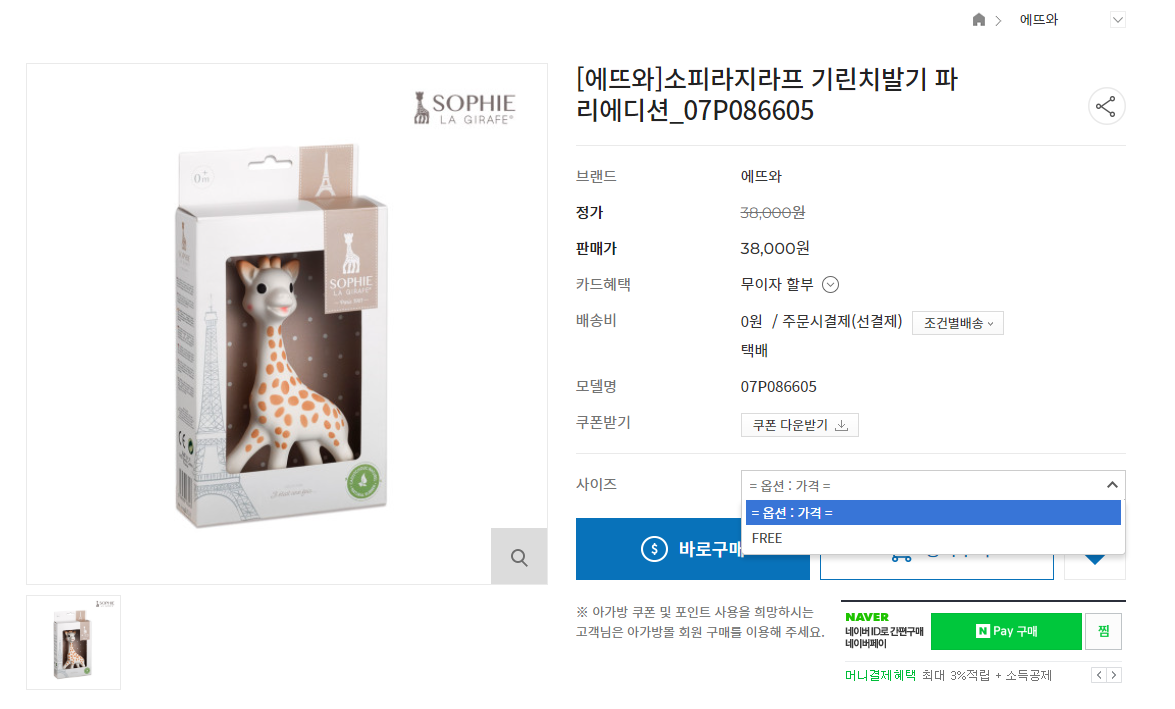 에뜨와
SOPHIE
LA GIRAFE®
0+
m
SOPHIE
LA GIRAFE®
CE
[에뜨와]소피라지라프 기린치발기 파
리에디션_07P086605
브랜드 에뜨와
정가 38,000원
판매가 38,000원
카드혜택 무이자 할부
배송비 0원 / 주문시결제(선결제) 조건별배송
택배
모델명 07P086605
쿠폰받기 쿠폰 다운받기
사이즈 = 옵션 : 가격 =
= 옵션 : 가격 =
FREE
바로구매
※ 아가방 쿠폰 및 포인트 사용을 희망하시는
고객님은 아가방몰 회원 구매를 이용해 주세요.
NAVER
네이버 ID로 간편구매
네이버페이
N Pay 구매
찜
머니결제혜택 최대 3%적립 + 소득공제